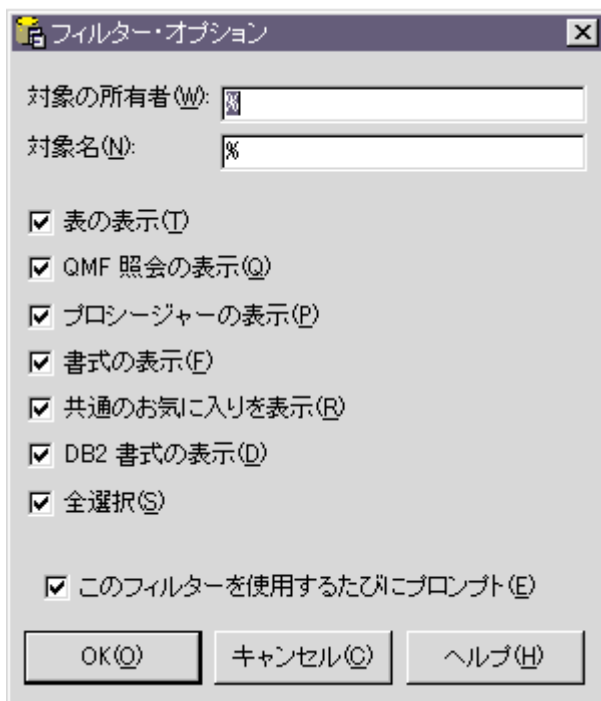 フィルター・オプション
対象の所有者(W): %
対象名(N): %
表の表示(T)
QMF 照会の表示(Q)
プロシージャーの表示(P)
書式の表示(F)
共通のお気に入りを表示(R)
DB2 書式の表示(D)
全選択(S)
このフィルターを使用するたびにプロンプト(E)
OK(O) キャンセル(C) ヘルプ(H)